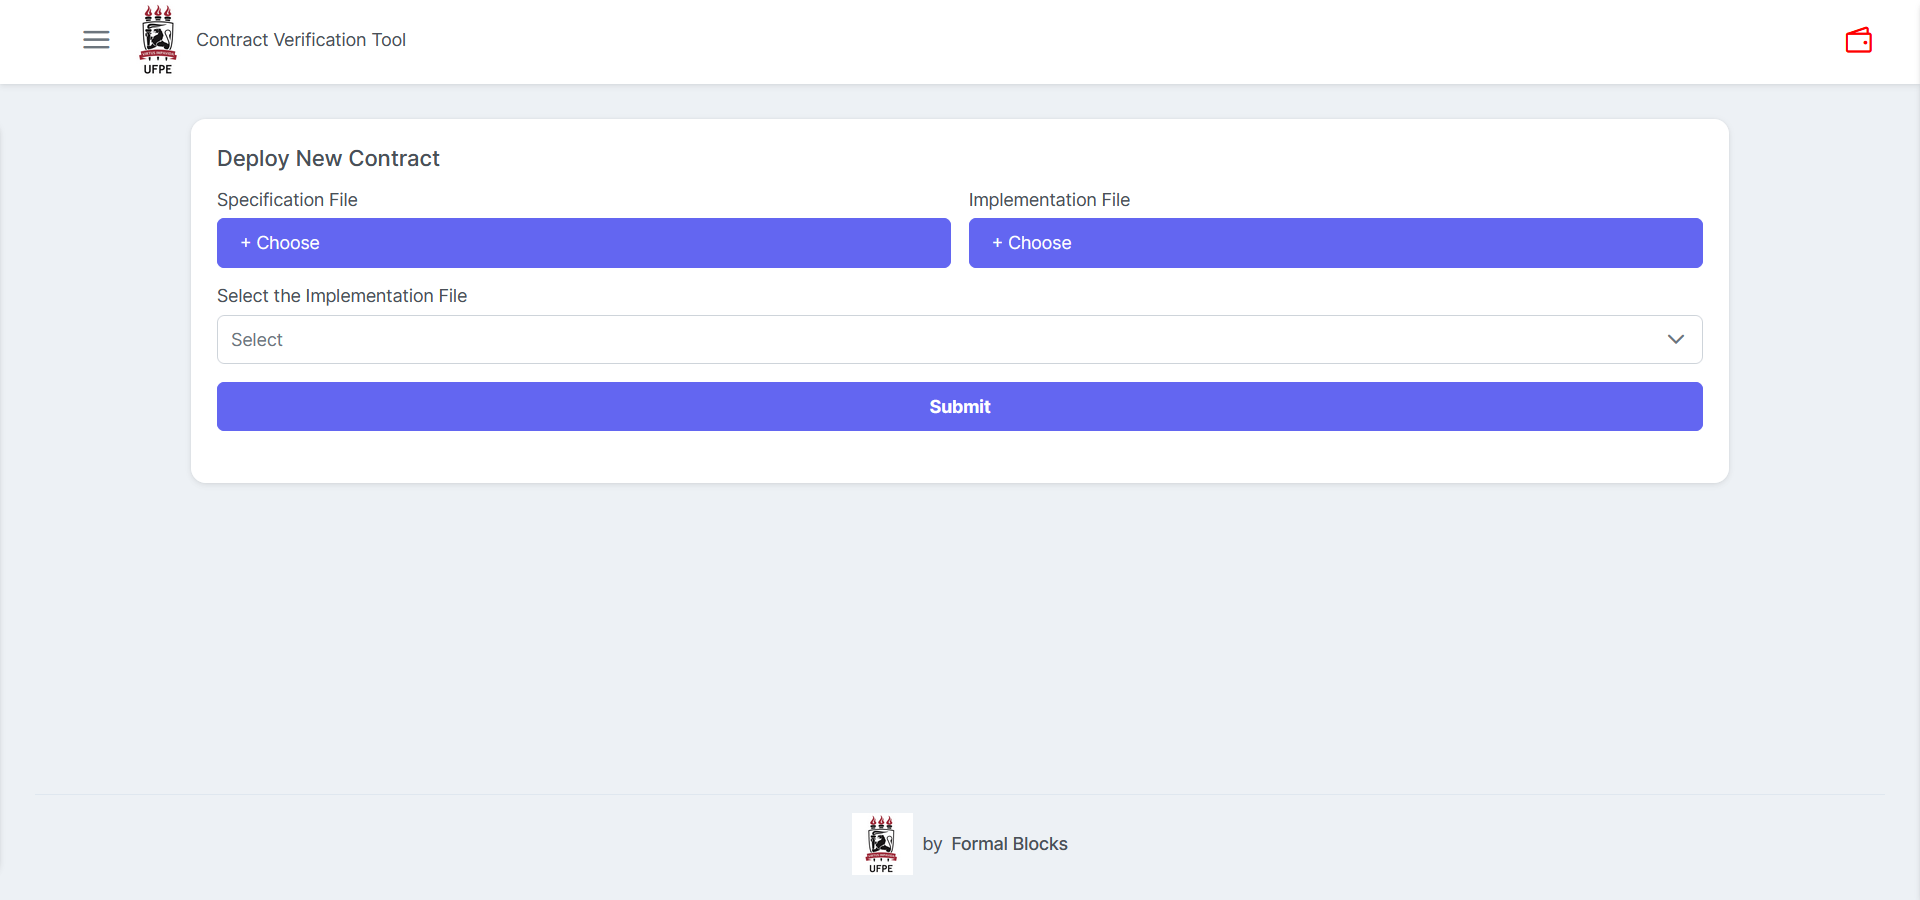 UFPE
Contract Verification Tool
Deploy New Contract
Specification File
Implementation File
+ Choose
+ Choose
Select the Implementation File
Select
Submit
UFPE
by Formal Blocks